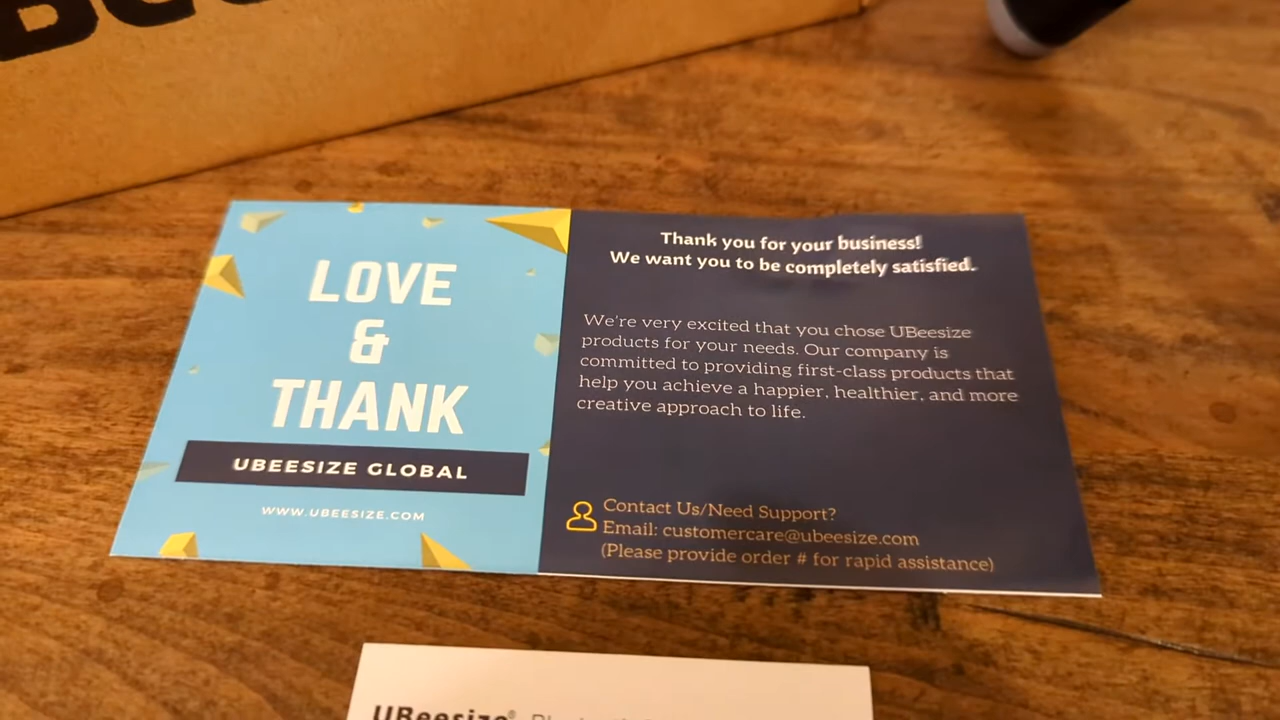 LOVE
&
THANK
UBEESIZE GLOBAL
WWW.UBEESIZE.COM
Thank you for your business!
We want you to be completely satisfied.
We're very excited that you chose UBeesize
products for your needs. Our company is
committed to providing first-class products that
help you achieve a happier, healthier, and more
creative approach to life.
Contact Us/Need Support?
Email: customercare@ubeesize.com
(Please provide order # for rapid assistance)
UBeesize®